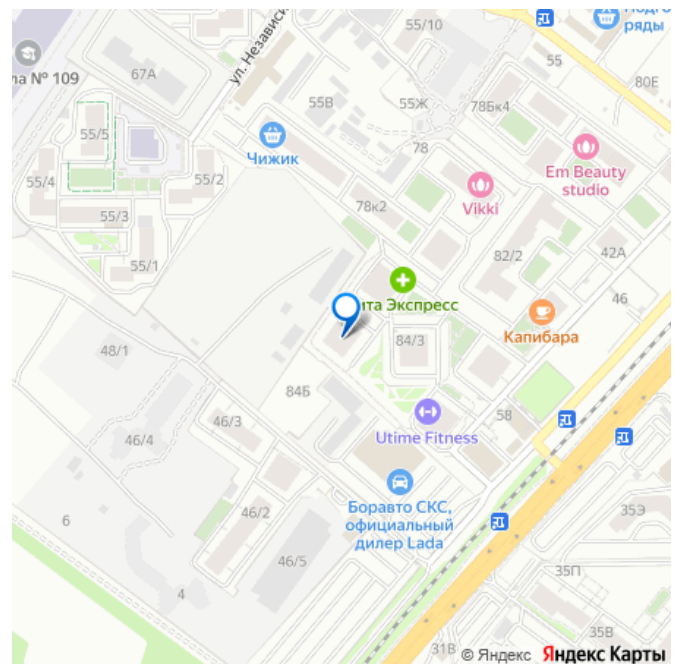 55/10
ряды
55
67А
ул. Независи
ла № 109
80Е
55В
55Ж
78Бк4
55/5
Чижик
78
Em Beauty
studio
55/4
55/2
Vikki
55/3
78к2
82/2
42А
55/1
46
ита Экспресс
Капибара
84/3
48/1
84Б
58
46/3
46/4
Utime Fitness
Боравто СКС,
официальный
дилер Lada
35Э
46/2
6
46/5
35П
4
35В
31В
© Яндекс Яндекс Карты